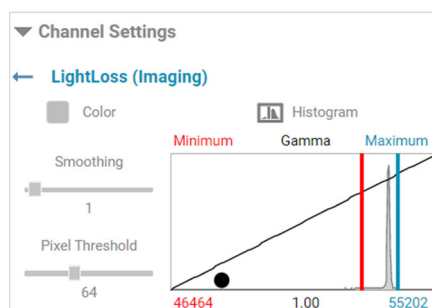 Channel Settings
LightLoss (Imaging)
Color
Histogram
Minimum Gamma Maximum
Smoothing
1
Pixel Threshold
64
46464 1.00 55202